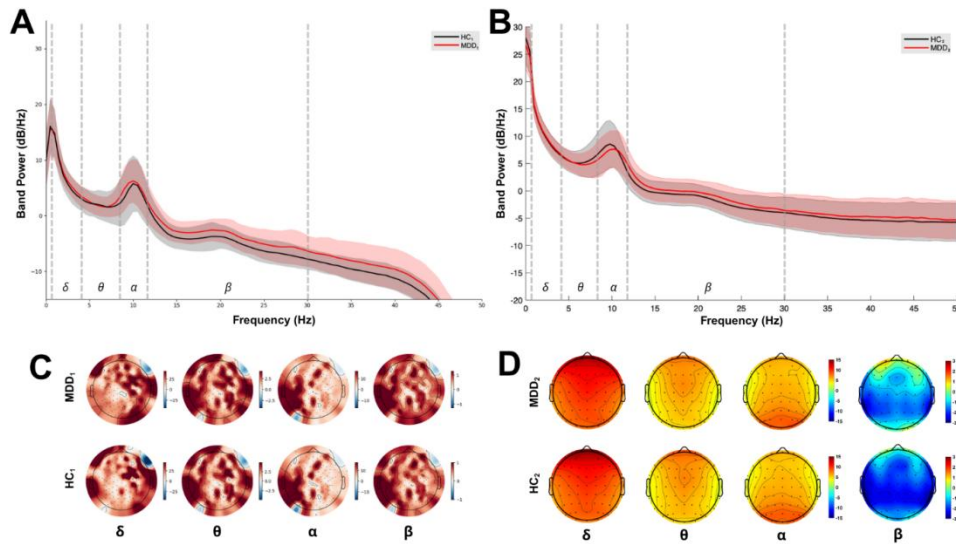 A
HC₁
MDD₁
Band Power (dB/Hz)
30
20
10
0
-10
δ θ α β
0 5 10 15 20 25 30 35 40 45 50
Frequency (Hz)
B
HC₂
MDD₂
Band Power (dB/Hz)
30
25
20
15
10
5
0
-5
-10
-15
-20
δ θ α β
0 5 10 15 20 25 30 35 40 45 50
Frequency (Hz)
C
MDD₁
HC₁
δ θ α β
D
MDD₂
HC₂
δ θ α β